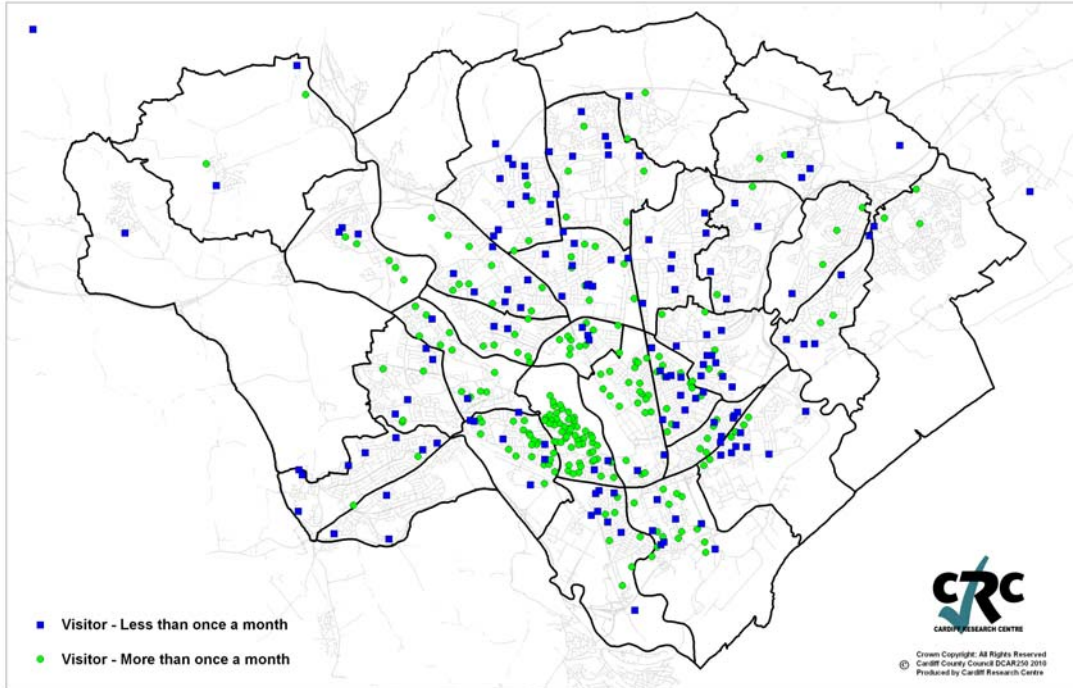 Visitor - Less than once a month
Visitor - More than once a month
CRC
CARDIFF RESEARCH CENTRE
Crown Copyright: All Rights Reserved
© Cardiff County Council DCAR250 2010
Produced by Cardiff Research Centre